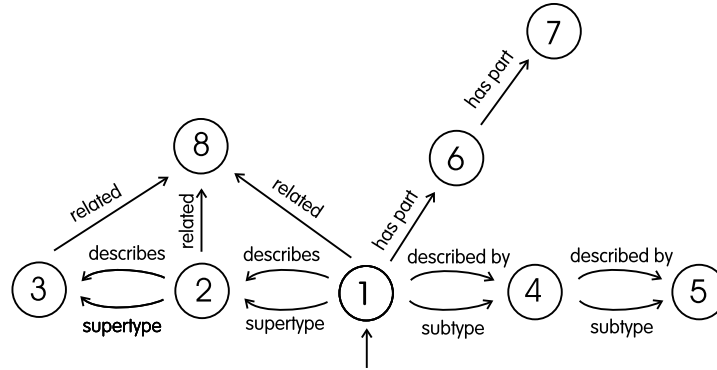 7
has part
8
6
related
related
related
has part
describes
describes
described by
described by
3
2
1
4
5
supertype
supertype
subtype
subtype